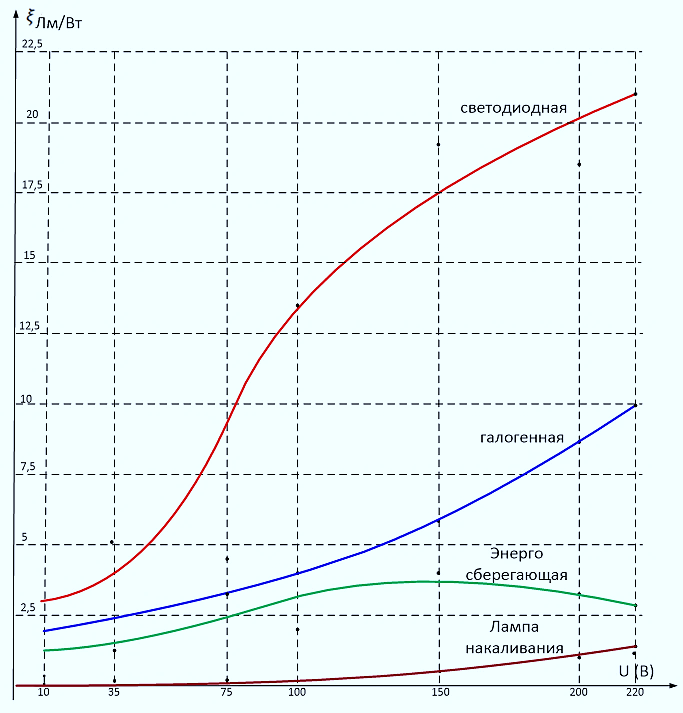 ξЛм/Вт
22,5
светодиодная
20
17,5
15
12,5
10
галогенная
7,5
5
Энерго
сберегающая
2,5
Лампа
накаливания
U (В)
10 35 75 100 150 200 220